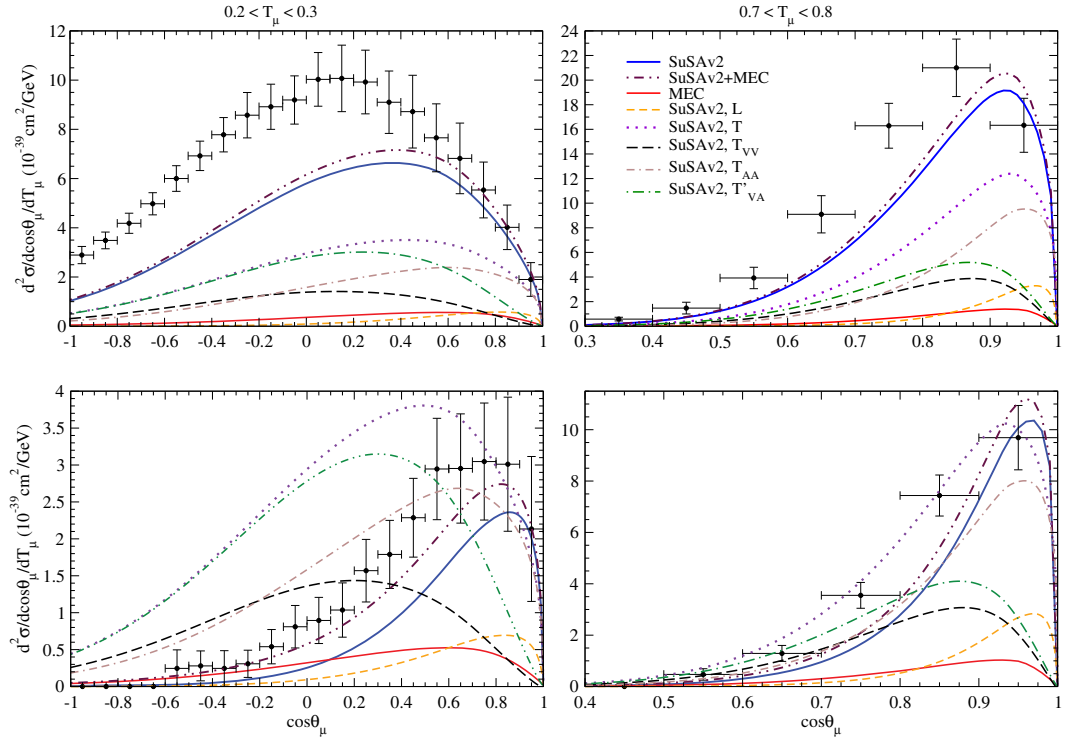 0.2 < T_μ < 0.3
0.7 < T_μ < 0.8
d²σ/dcosθ_μ/dT_μ (10⁻³⁹ cm²/GeV)
12
10
8
6
4
2
0
-1 -0.8 -0.6 -0.4 -0.2 0 0.2 0.4 0.6 0.8 1
24
22
20
18
16
14
12
10
8
6
4
2
0
0.3 0.4 0.5 0.6 0.7 0.8 0.9 1
SuSAv2
SuSAv2+MEC
MEC
SuSAv2, L
SuSAv2, T
SuSAv2, T_VV
SuSAv2, T_AA
SuSAv2, T'_VA
d²σ/dcosθ_μ/dT_μ (10⁻³⁹ cm²/GeV)
4
3.5
3
2.5
2
1.5
1
0.5
0
-1 -0.8 -0.6 -0.4 -0.2 0 0.2 0.4 0.6 0.8 1
cosθ_μ
10
8
6
4
2
0
0.4 0.5 0.6 0.7 0.8 0.9 1
cosθ_μ